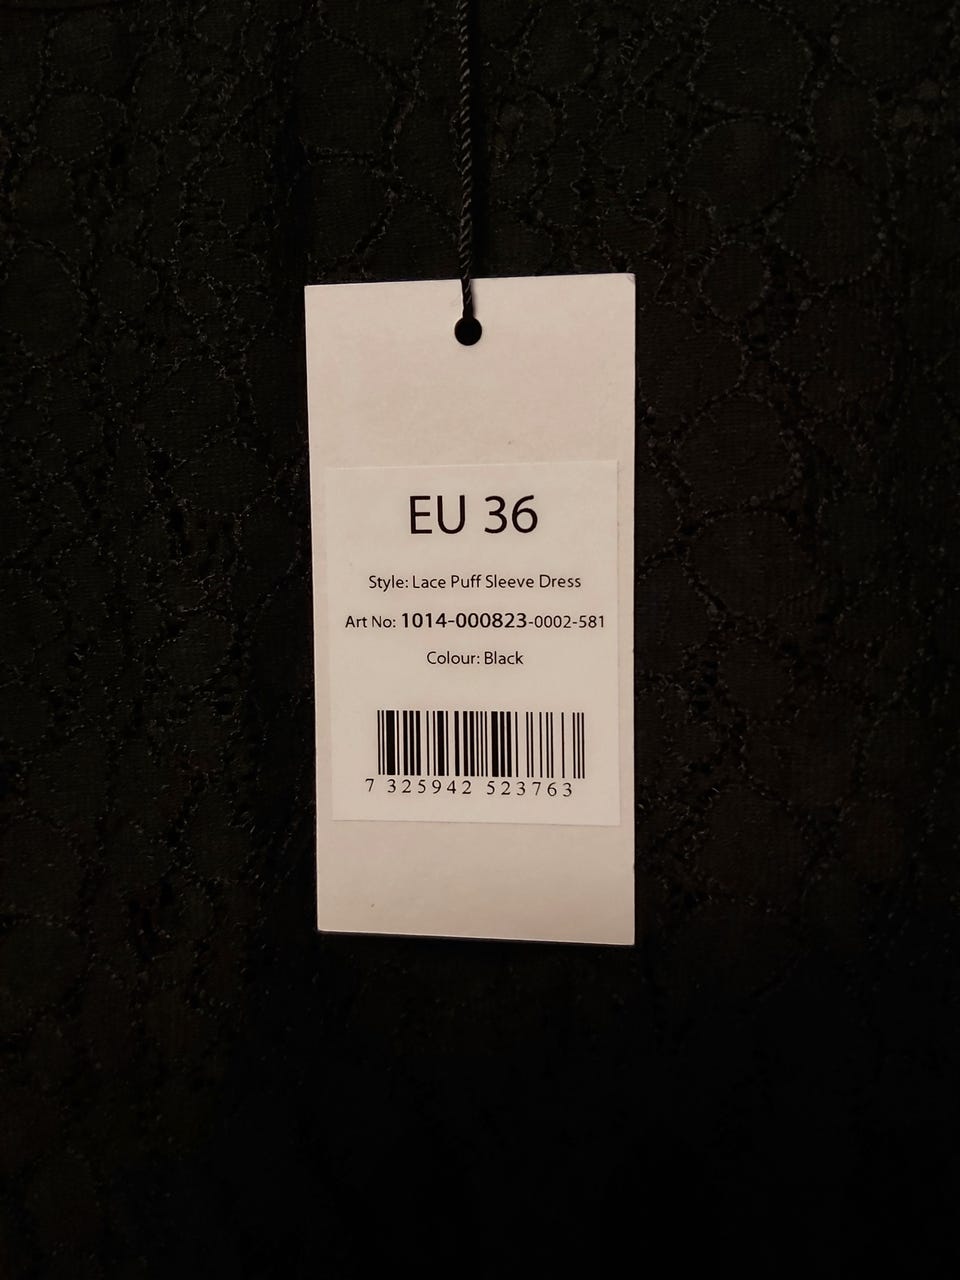 EU 36
Style: Lace Puff Sleeve Dress
Art No: 1014-000823-0002-581
Colour: Black
7 325942 523763